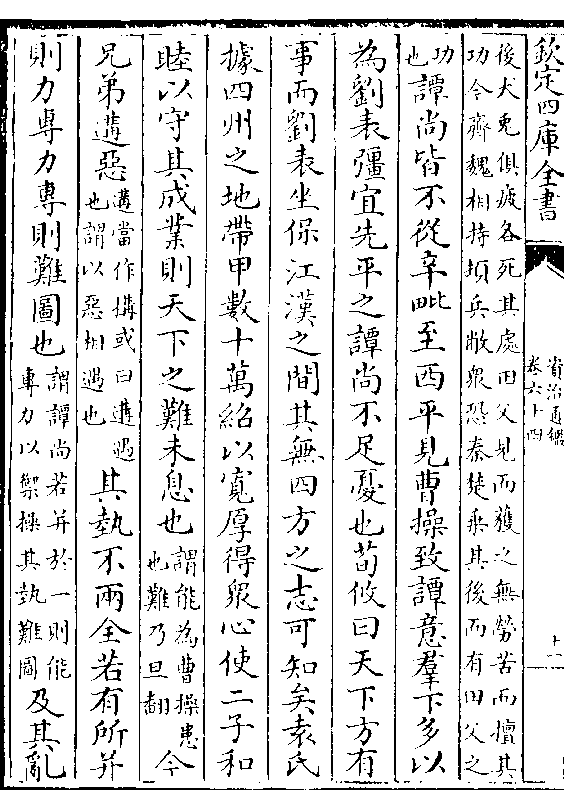 欽定四庫全書
資治通鑑
卷六十四
十一
後犬兎俱疲各死其處田父見而獲之無勞苦而擅其
功今齊魏相持頓兵敝衆恐秦楚乘其後而有田父之
功
也
譚尚皆不從辛毗至西平見曹操致譚意羣下多以
為劉表彊宜先平之譚尚不足憂也荀攸曰天下方有
事而劉表坐保江漢之間其無四方之志可知矣袁氏
據四州之地帶甲數十萬紹以寬厚得衆心使二子和
睦以守其成業則天下之難未息也
謂能為曹操患
也難乃旦翻
今
兄弟遘惡
遘當作搆或曰遘遇
也謂以惡相遇也
其埶不兩全若有所并
則力專力專則難圖也
謂譚尚若并於一則能
專力以禦操其埶難圖
及其亂